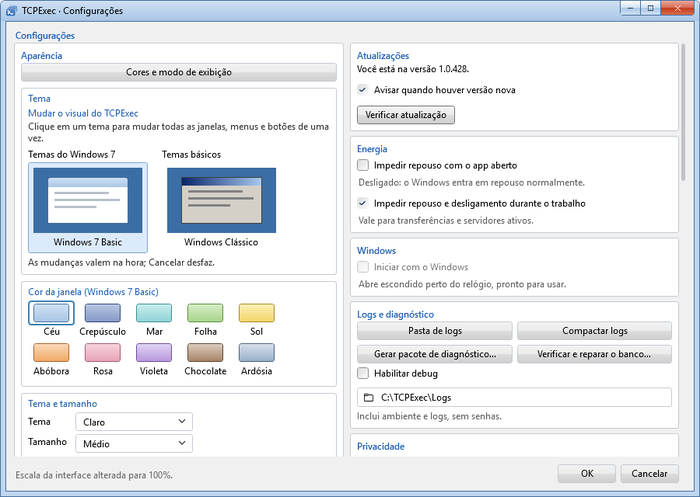 TCPExec - Configurações
Configurações
Aparência
Cores e modo de exibição
Tema
Mudar o visual do TCPExec
Clique em um tema para mudar todas as janelas, menus e botões de uma
vez.
Temas do Windows 7
Temas básicos
Windows 7 Basic
Windows Clássico
As mudanças valem na hora; Cancelar desfaz.
Cor da janela (Windows 7 Basic)
Céu
Crepúsculo
Mar
Folha
Sol
Abóbora
Rosa
Violeta
Chocolate
Ardósia
Tema e tamanho
Tema
Claro
Tamanho
Médio
Atualizações
Você está na versão 1.0.428.
Avisar quando houver versão nova
Verificar atualização
Energia
Impedir repouso com o app aberto
Desligado: o Windows entra em repouso normalmente.
Impedir repouso e desligamento durante o trabalho
Vale para transferências e servidores ativos.
Windows
Iniciar com o Windows
Abre escondido perto do relógio, pronto para usar.
Logs e diagnóstico
Pasta de logs
Compactar logs
Gerar pacote de diagnóstico...
Verificar e reparar o banco...
Habilitar debug
C:\TCPExec\Logs
Inclui ambiente e logs, sem senhas.
Privacidade
Escala da interface alterada para 100%.
OK
Cancelar